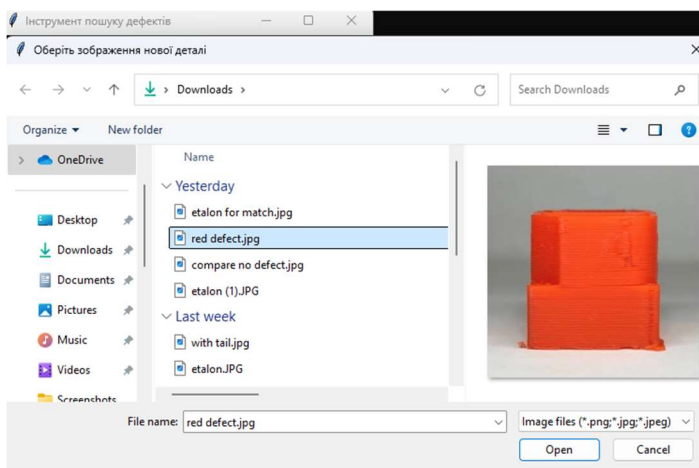 Інструмент пошуку дефектів
Оберіть зображення нової деталі
Downloads
Search Downloads
Organize
New folder
OneDrive
Desktop
Downloads
Documents
Pictures
Music
Videos
Screenshots
Name
Yesterday
etalon for match.jpg
red defect.jpg
compare no defect.jpg
etalon (1).JPG
Last week
with tail.jpg
etalon.JPG
File name: red defect.jpg
Image files (*.png;*.jpg;*.jpeg)
Open
Cancel